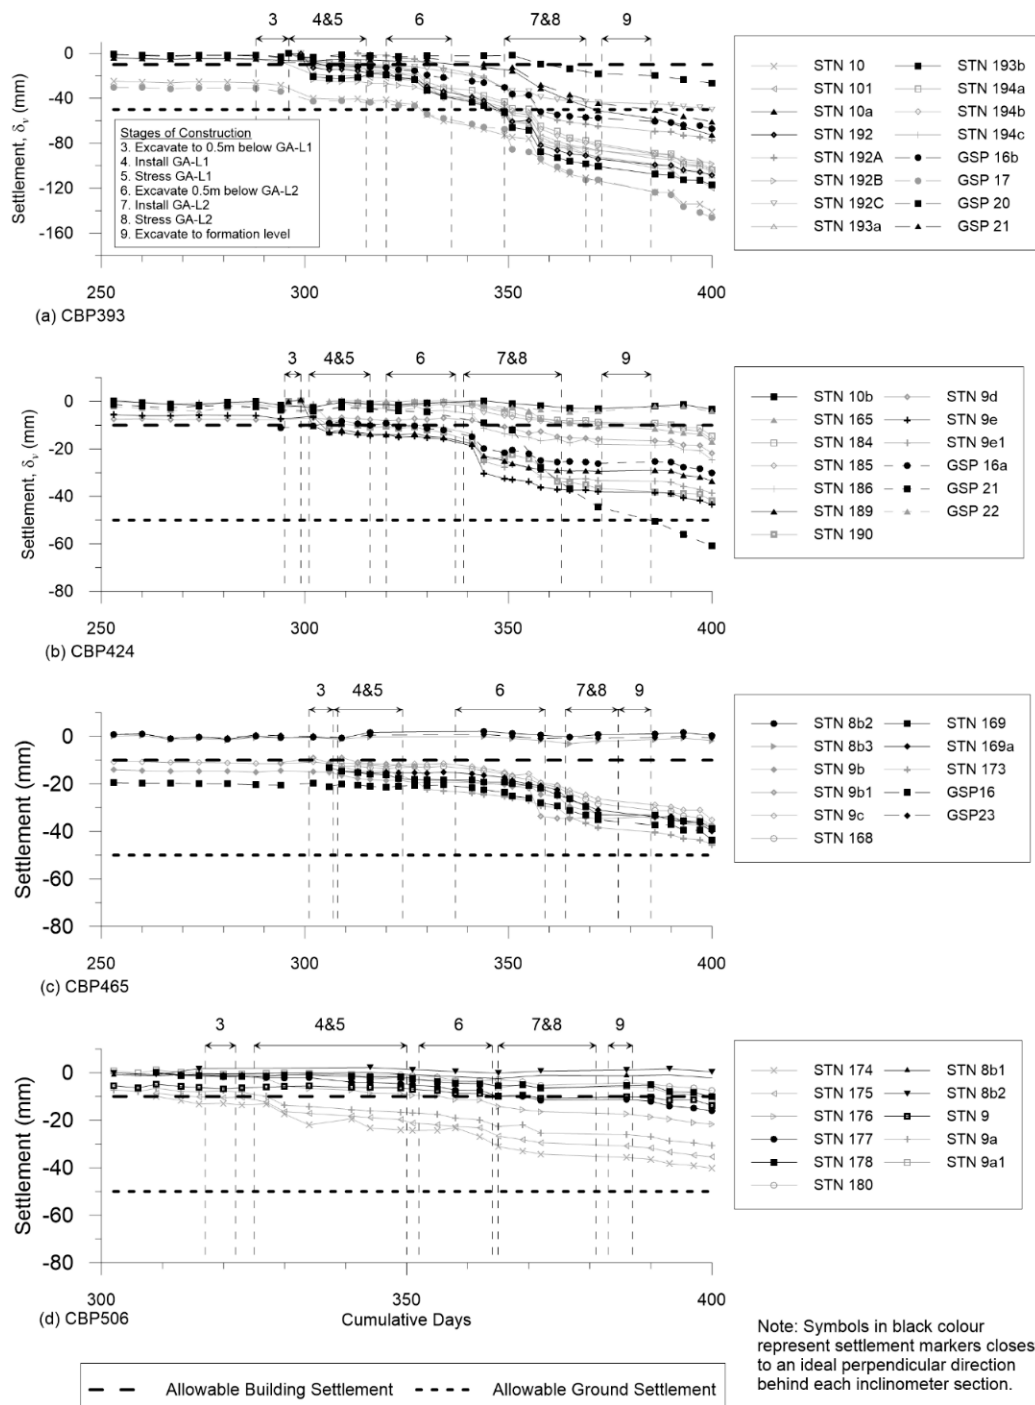 3 4&5 6 7&8 9
0
-40
-80
-120
-160
Settlement, δv (mm)
Stages of Construction
3. Excavate to 0.5m below GA-L1
4. Install GA-L1
5. Stress GA-L1
6. Excavate 0.5m below GA-L2
7. Install GA-L2
8. Stress GA-L2
9. Excavate to formation level
250 300 350 400
(a) CBP393
STN 10 STN 193b
STN 101 STN 194a
STN 10a STN 194b
STN 192 STN 194c
STN 192A GSP 16b
STN 192B GSP 17
STN 192C GSP 20
STN 193a GSP 21
3 4&5 6 7&8 9
0
-20
-40
-60
-80
Settlement, δv (mm)
250 300 350 400
(b) CBP424
STN 10b STN 9d
STN 165 STN 9e
STN 184 STN 9e1
STN 185 GSP 16a
STN 186 GSP 21
STN 189 GSP 22
STN 190
3 4&5 6 7&8 9
0
-20
-40
-60
-80
Settlement (mm)
250 300 350 400
(c) CBP465
STN 8b2 STN 169
STN 8b3 STN 169a
STN 9b STN 173
STN 9b1 GSP16
STN 9c GSP23
STN 168
3 4&5 6 7&8 9
0
-20
-40
-60
-80
Settlement (mm)
300 350 400
(d) CBP506 Cumulative Days
STN 174 STN 8b1
STN 175 STN 8b2
STN 176 STN 9
STN 177 STN 9a
STN 178 STN 9a1
STN 180
Note: Symbols in black colour
represent settlement markers closes
to an ideal perpendicular direction
behind each inclinometer section.
Allowable Building Settlement Allowable Ground Settlement